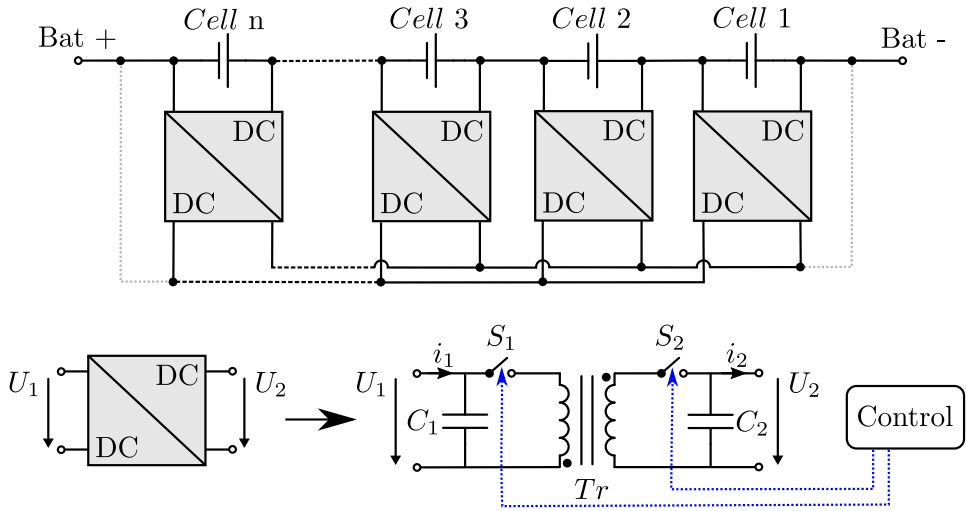 Cell n
Cell 3
Cell 2
Cell 1
Bat +
Bat -
DC
DC
DC
DC
DC
DC
DC
DC
S₁
S₂
i₁
i₂
U₁
DC
U₂
U₁
U₂
C₁
C₂
Control
DC
Tr